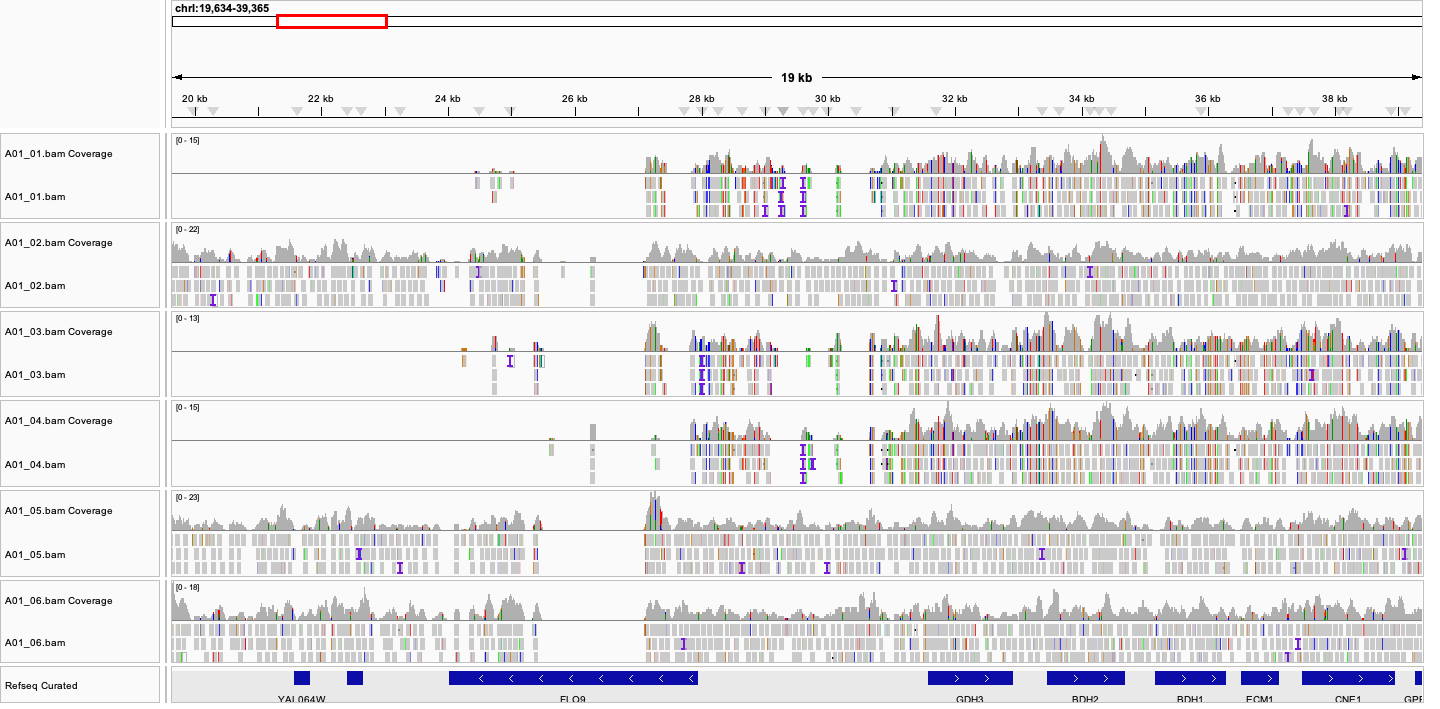 chrI:19,634-39,365
19 kb
20 kb 22 kb 24 kb 26 kb 28 kb 30 kb 32 kb 34 kb 36 kb 38 kb
[0 - 15]
A01_01.bam Coverage
A01_01.bam
[0 - 22]
A01_02.bam Coverage
A01_02.bam
[0 - 13]
A01_03.bam Coverage
A01_03.bam
[0 - 15]
A01_04.bam Coverage
A01_04.bam
[0 - 23]
A01_05.bam Coverage
A01_05.bam
[0 - 18]
A01_06.bam Coverage
A01_06.bam
Refseq Curated
YAL064W FLO9 GDH3 BDH2 BDH1 ECM1 CNE1